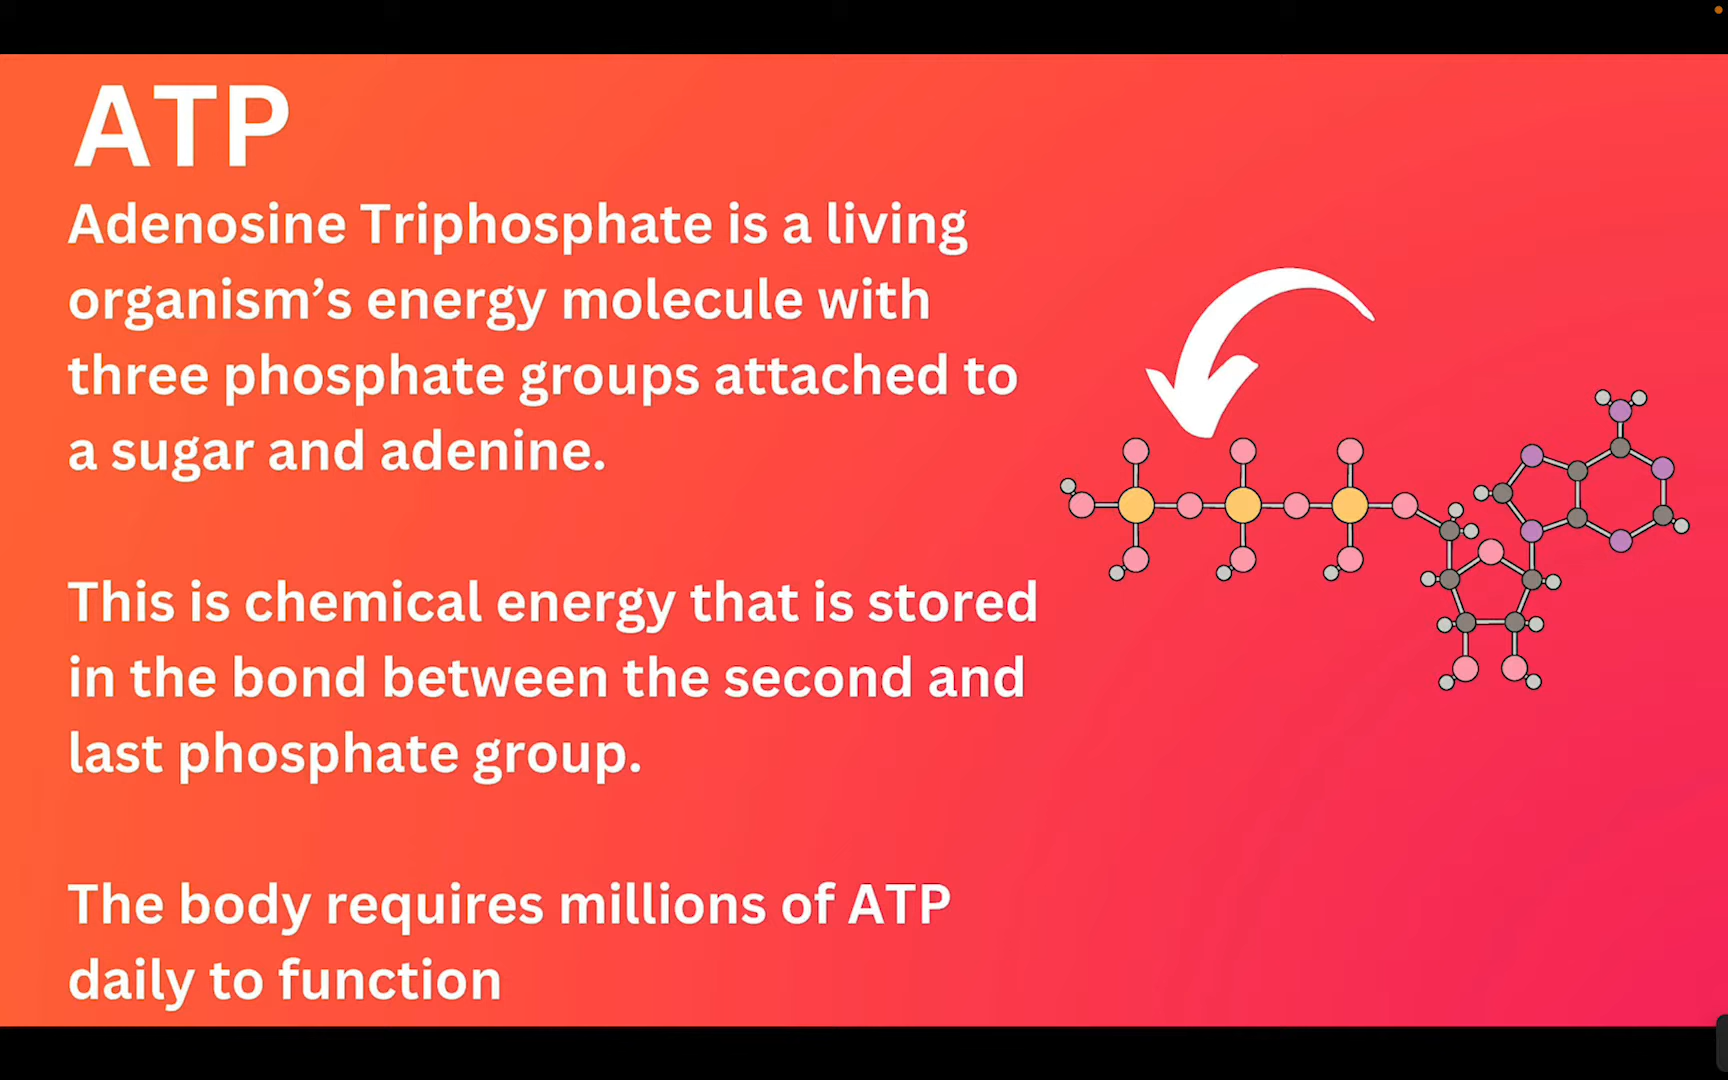 ATP
Adenosine Triphosphate is a living
organism’s energy molecule with
three phosphate groups attached to
a sugar and adenine.
This is chemical energy that is stored
in the bond between the second and
last phosphate group.
The body requires millions of ATP
daily to function